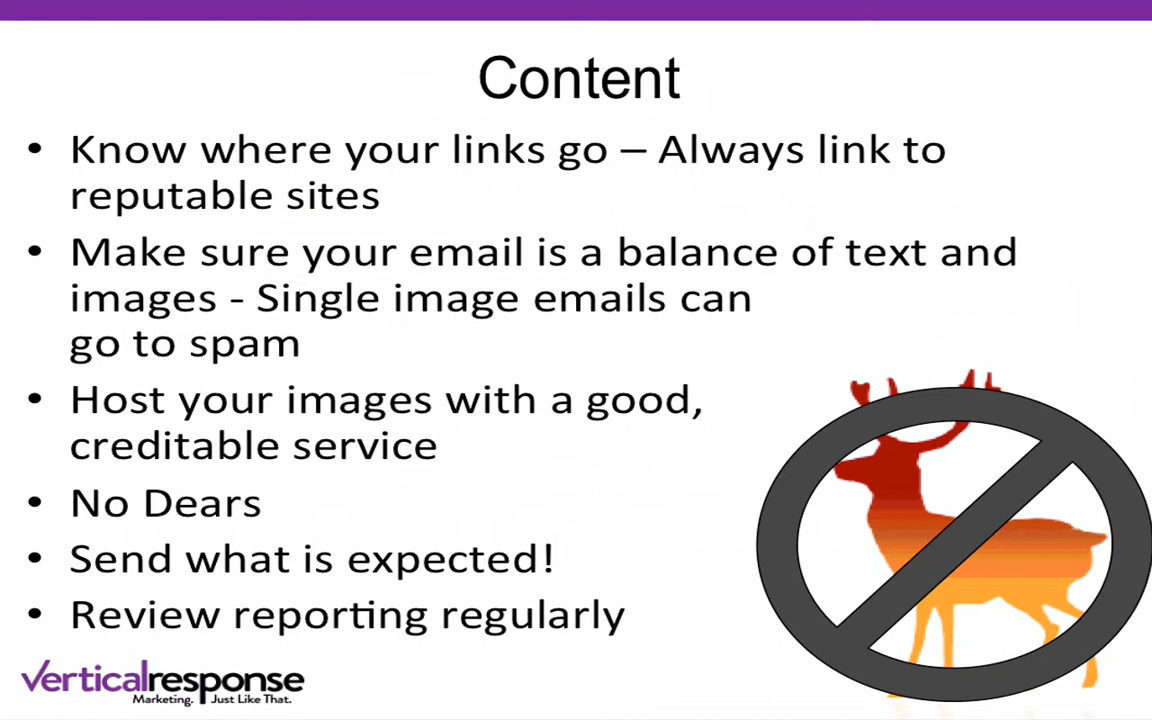 Content
• Know where your links go – Always link to
reputable sites
• Make sure your email is a balance of text and
images - Single image emails can
go to spam
• Host your images with a good,
creditable service
• No Dears
• Send what is expected!
• Review reporting regularly
verticalresponse
Marketing. Just Like That.